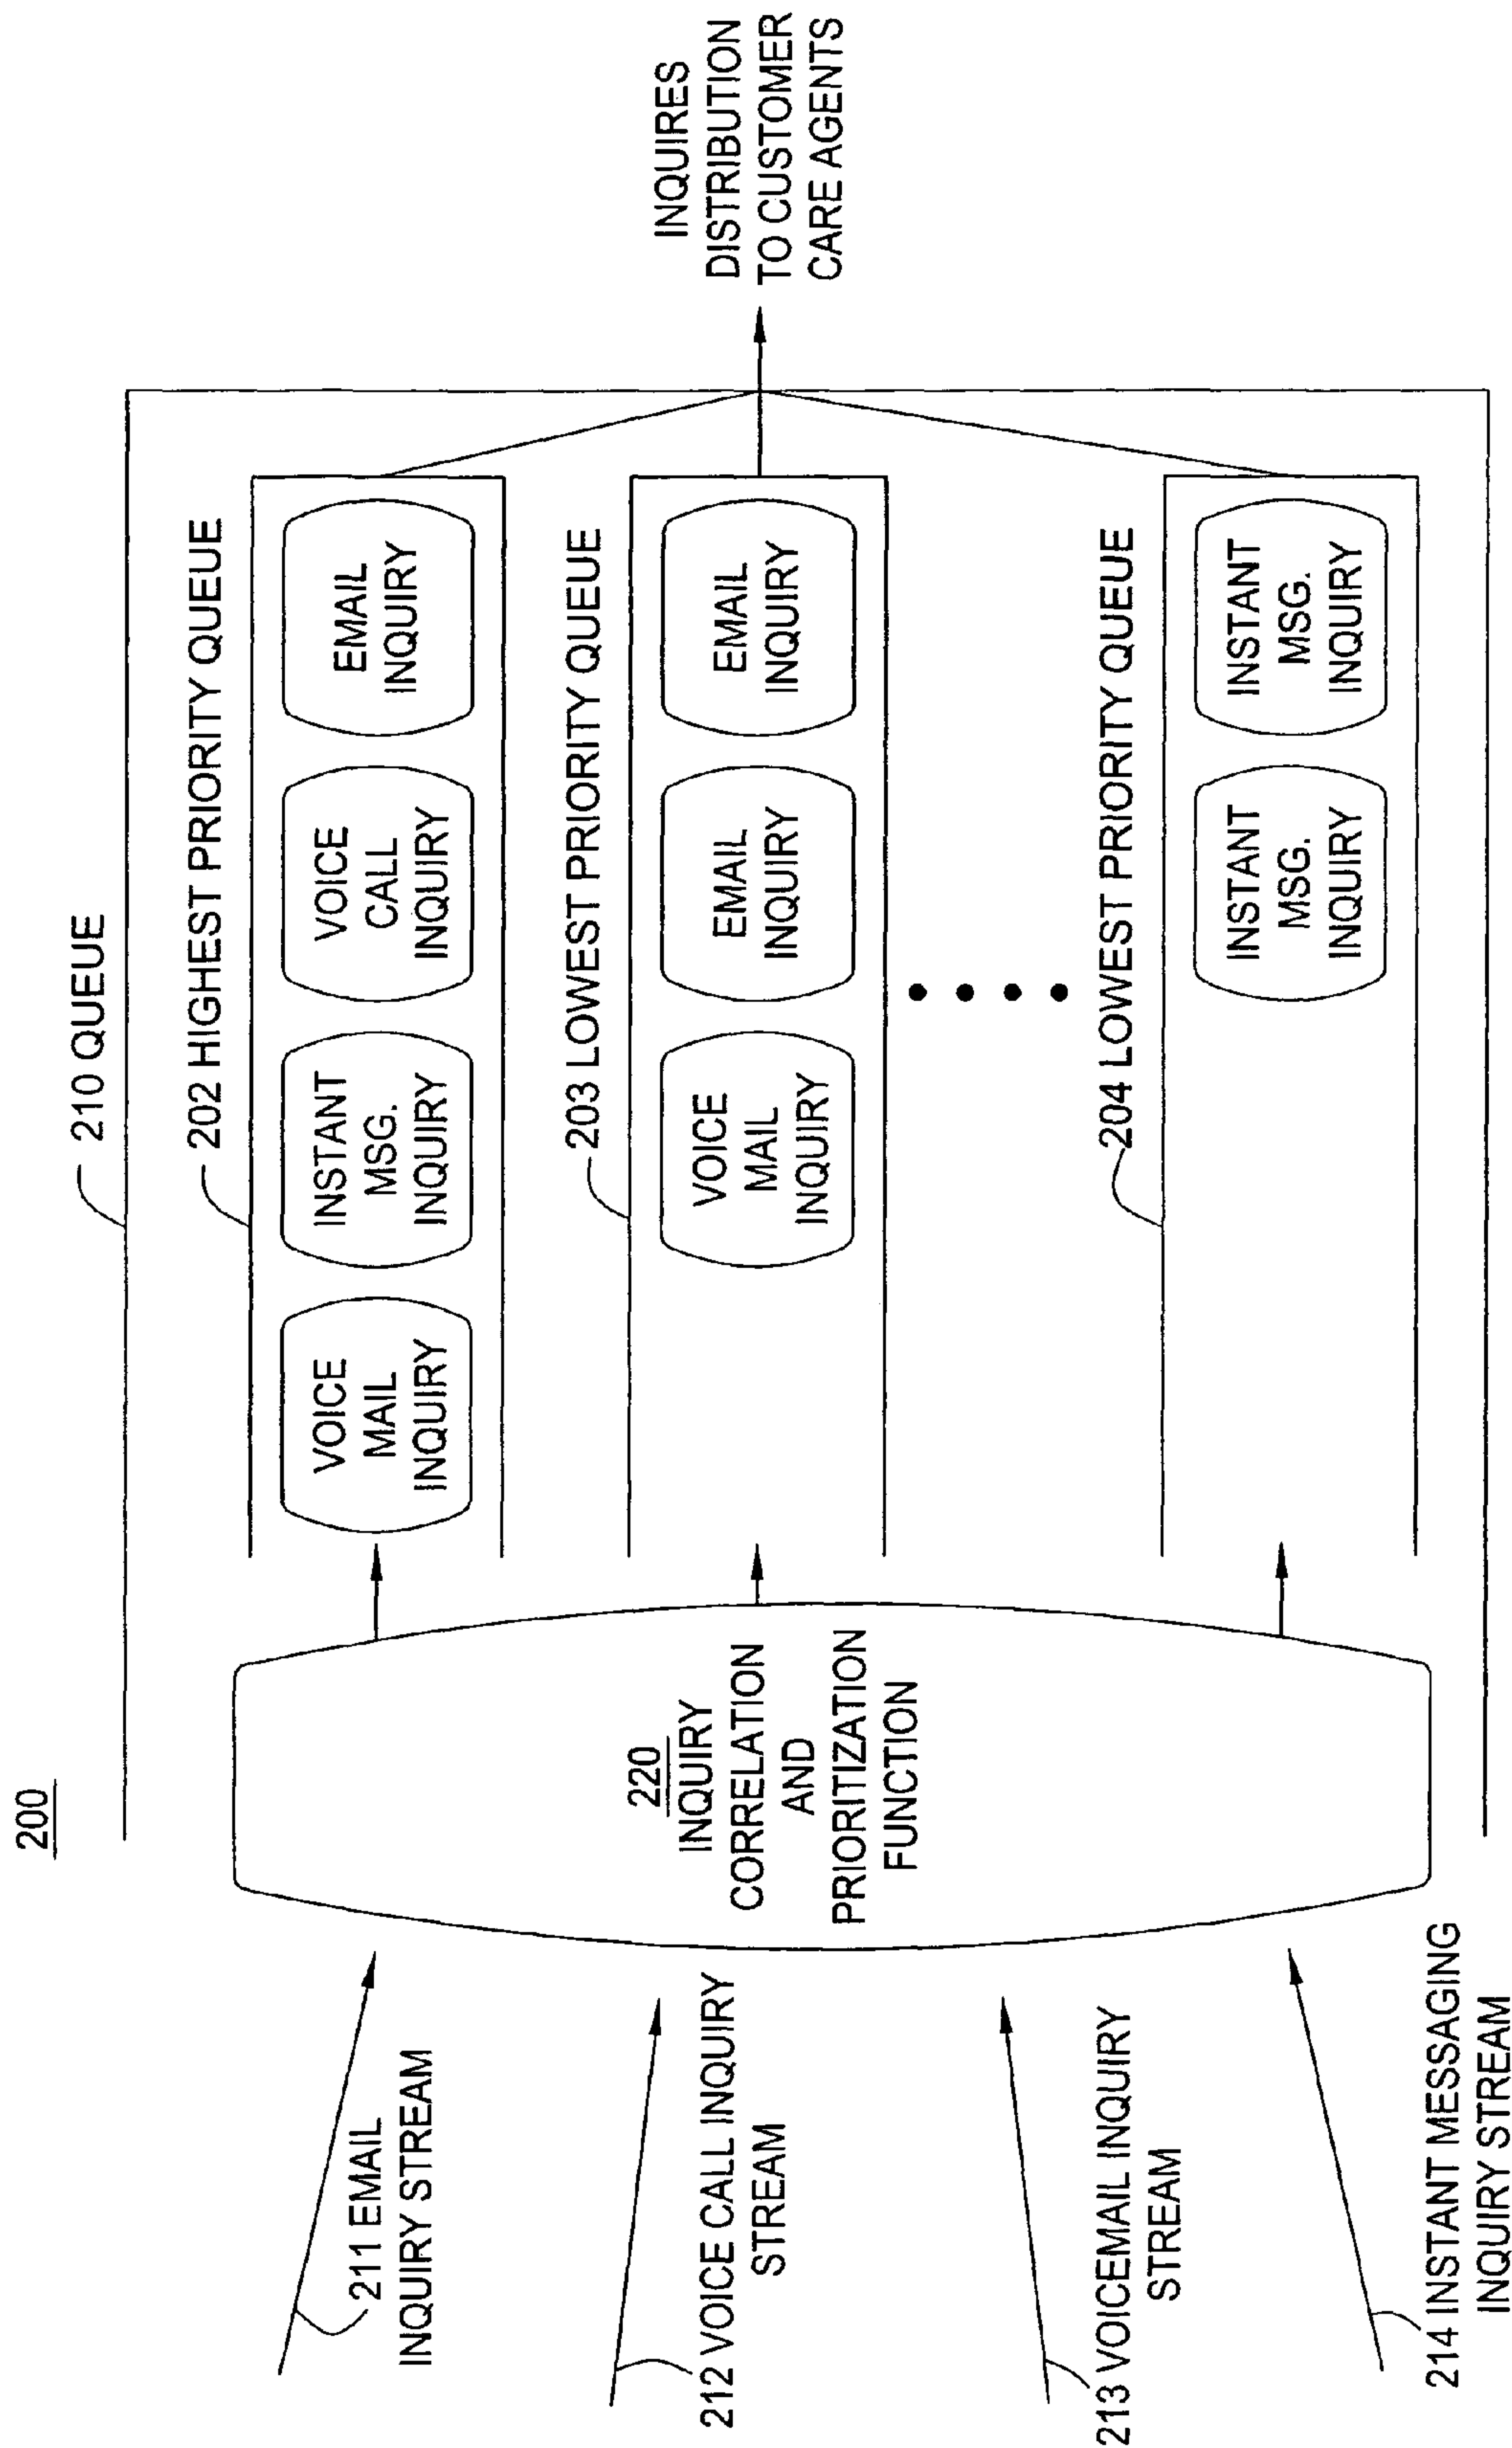 200
210 QUEUE
202 HIGHEST PRIORITY QUEUE
VOICE
MAIL
INQUIRY
INSTANT
MSG.
INQUIRY
VOICE
CALL
INQUIRY
EMAIL
INQUIRY
203 LOWEST PRIORITY QUEUE
VOICE
MAIL
INQUIRY
EMAIL
INQUIRY
EMAIL
INQUIRY
204 LOWEST PRIORITY QUEUE
INSTANT
MSG.
INQUIRY
INSTANT
MSG.
INQUIRY
211 EMAIL
INQUIRY STREAM
212 VOICE CALL INQUIRY
STREAM
213 VOICEMAIL INQUIRY
STREAM
214 INSTANT MESSAGING
INQUIRY STREAM
220
INQUIRY
CORRELATION
AND
PRIORITIZATION
FUNCTION
INQUIRES
DISTRIBUTION
TO CUSTOMER
CARE AGENTS